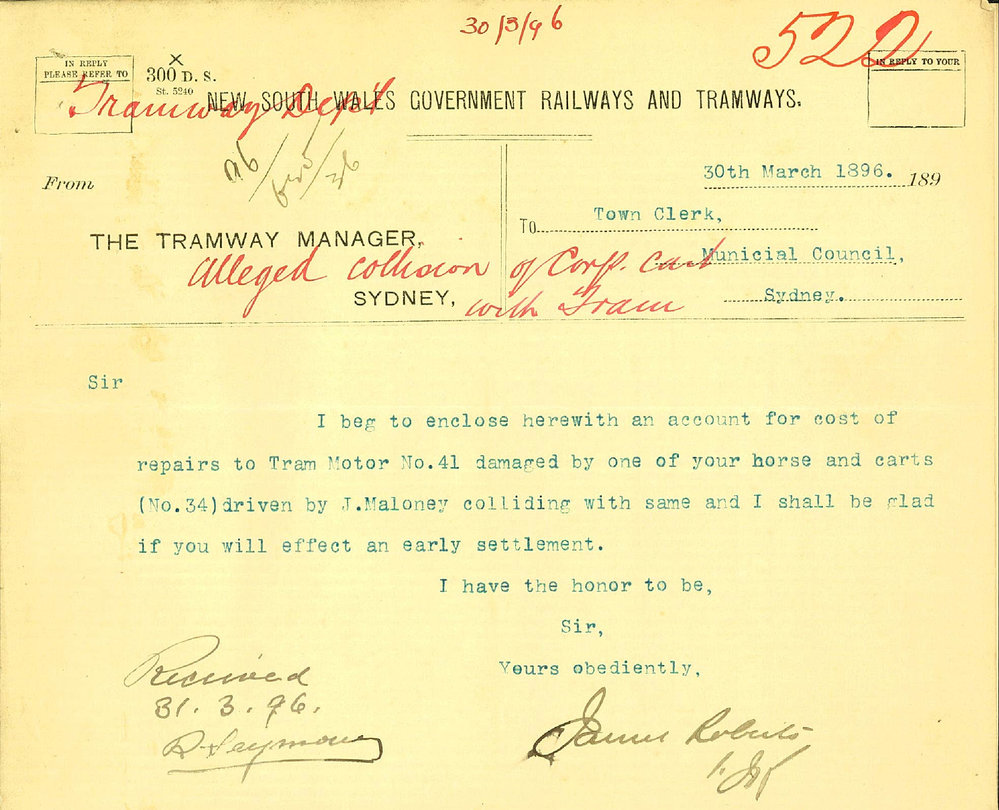 30/3/96
522
IN REPLY
PLEASE REFER TO
300 D. S.
St. 5240
IN REPLY TO YOUR
Tramway Dept
NEW SOUTH WALES GOVERNMENT RAILWAYS AND TRAMWAYS.
96/
From
30th March 1896. 189
To Town Clerk,
THE TRAMWAY MANAGER,
Municial Council,
Alleged collision of Corp. Cart
SYDNEY,
Sydney.
with Tram
Sir
I beg to enclose herewith an account for cost of
repairs to Tram Motor No.41 damaged by one of your horse and carts
(No.34)driven by J.Maloney colliding with same and I shall be glad
if you will effect an early settlement.
I have the honor to be,
Sir,
Yours obediently,
Received
31.3.96.
R Seymour
James Roberts